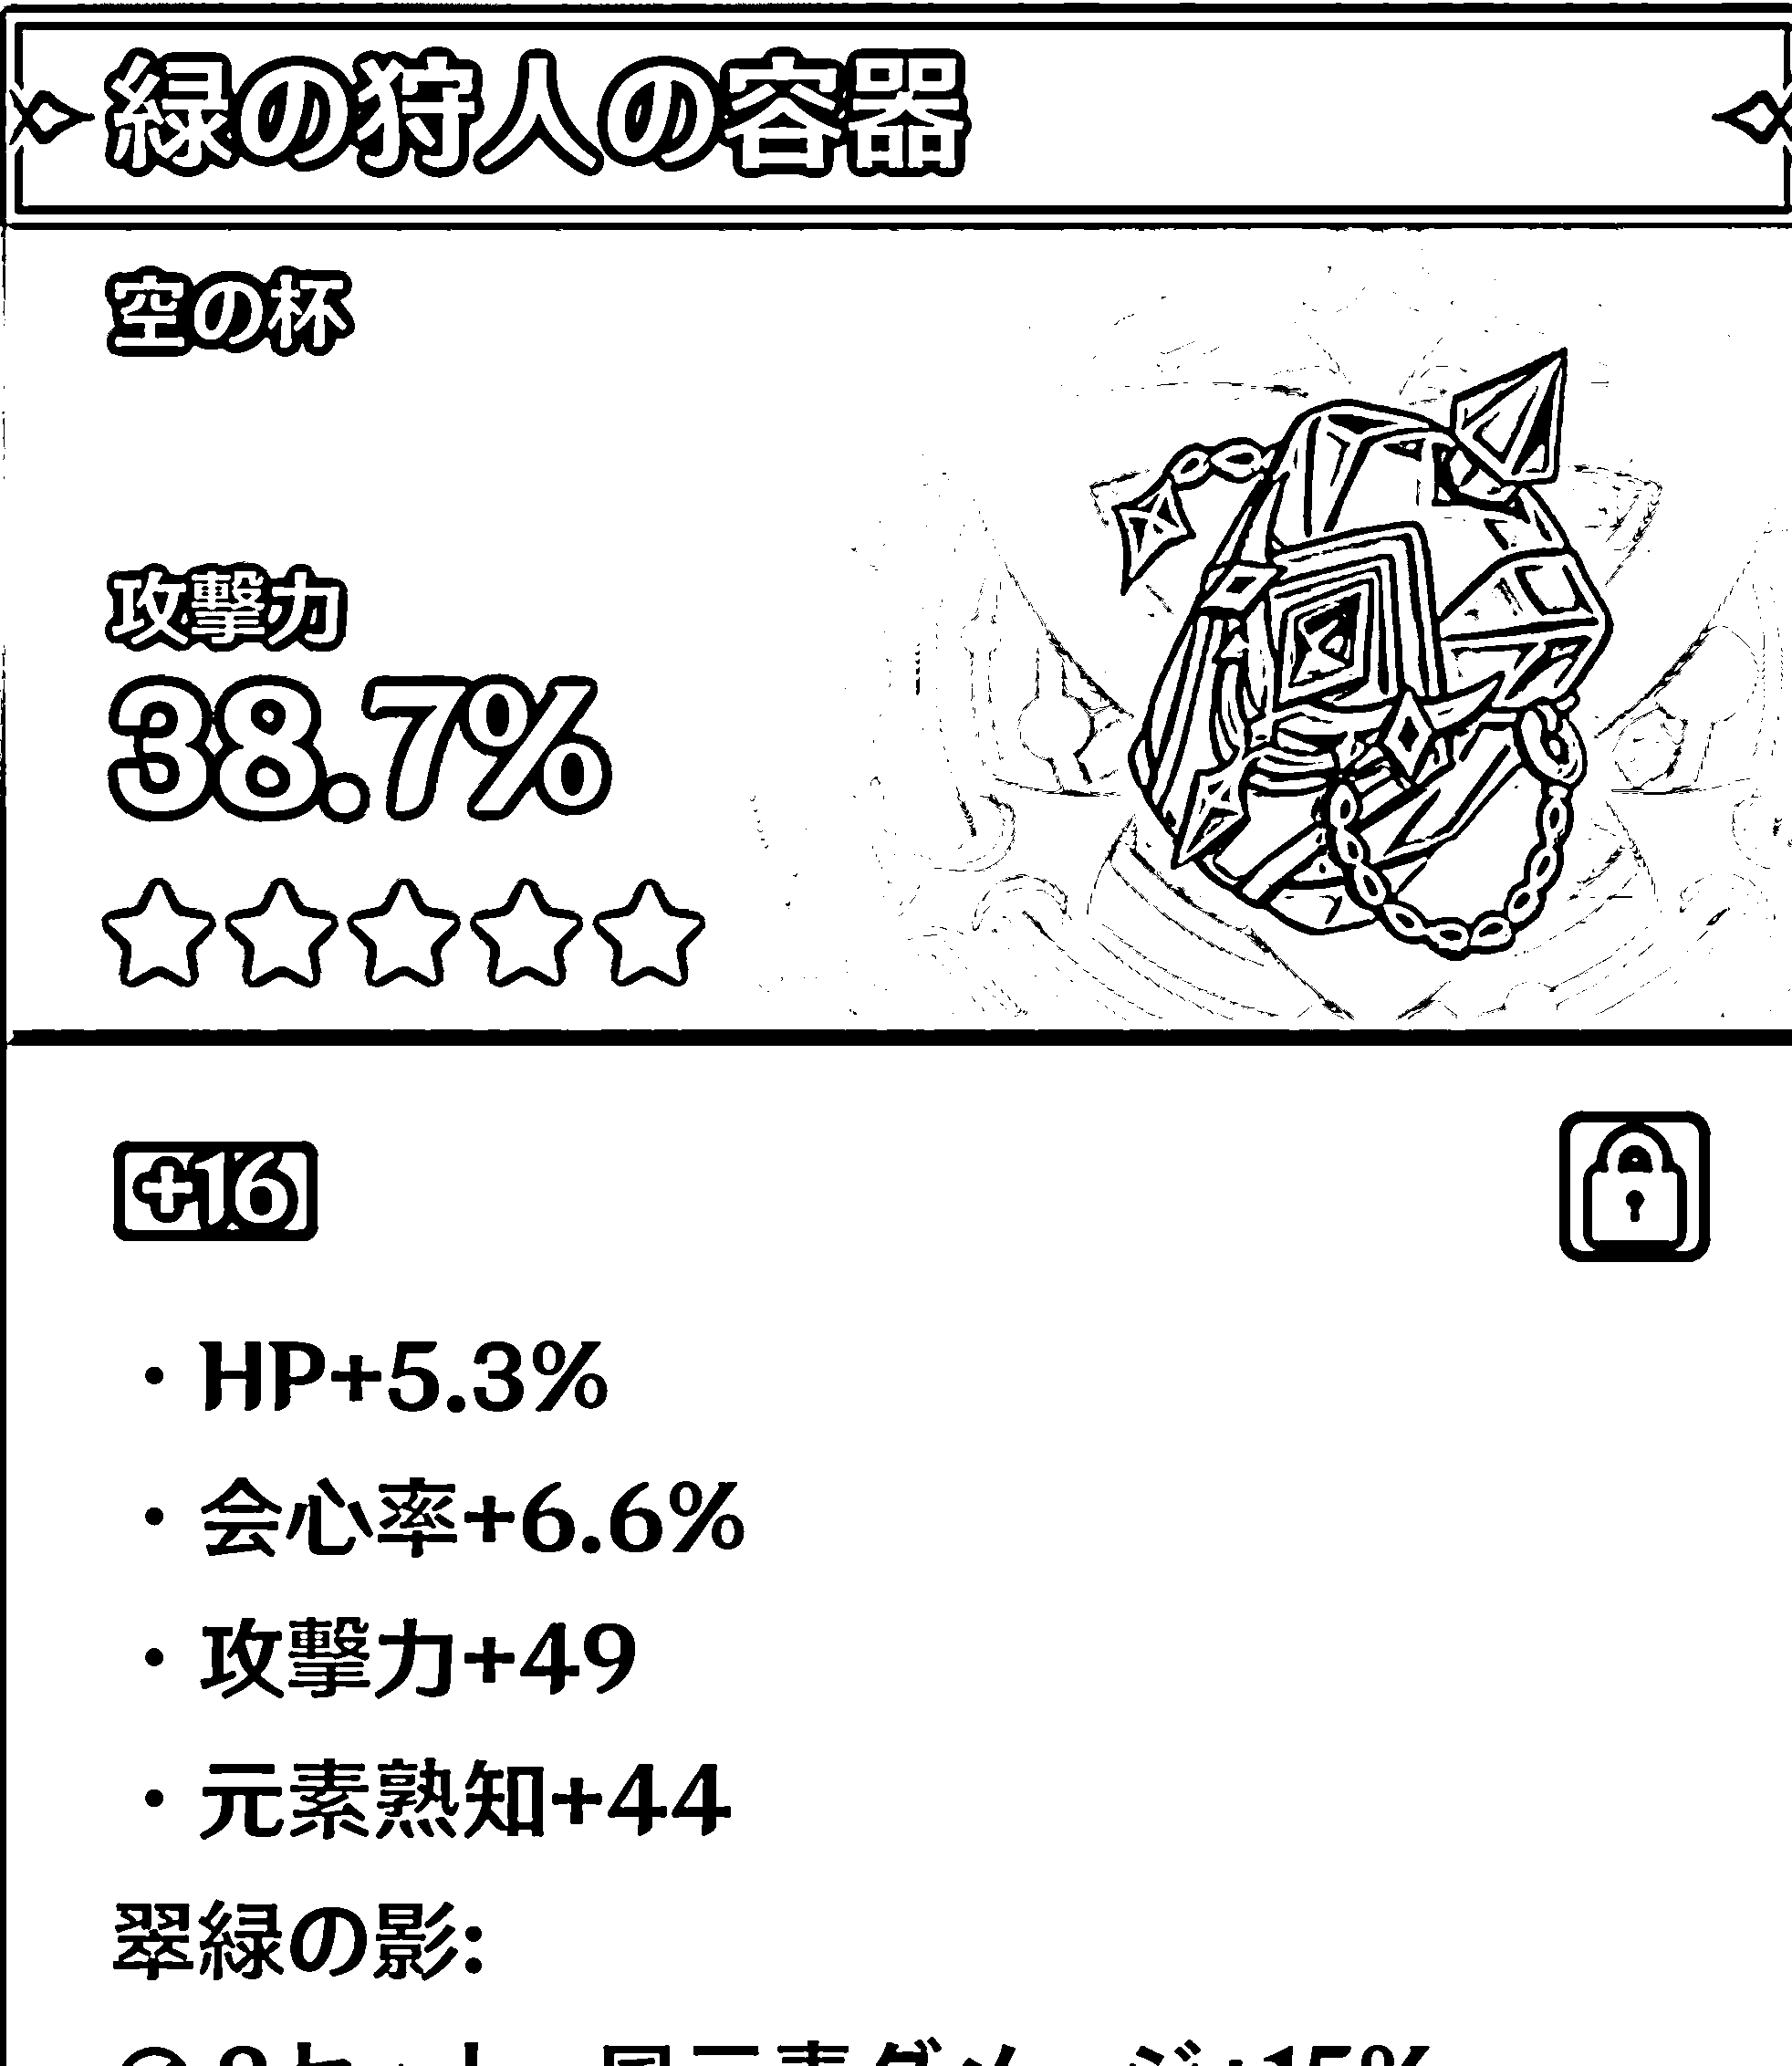 緑の狩人の容器
空の杯
攻撃力
38.7%
+16
・HP+5.3%
・会心率+6.6%
・攻撃力+49
・元素熟知+44
翠緑の影: